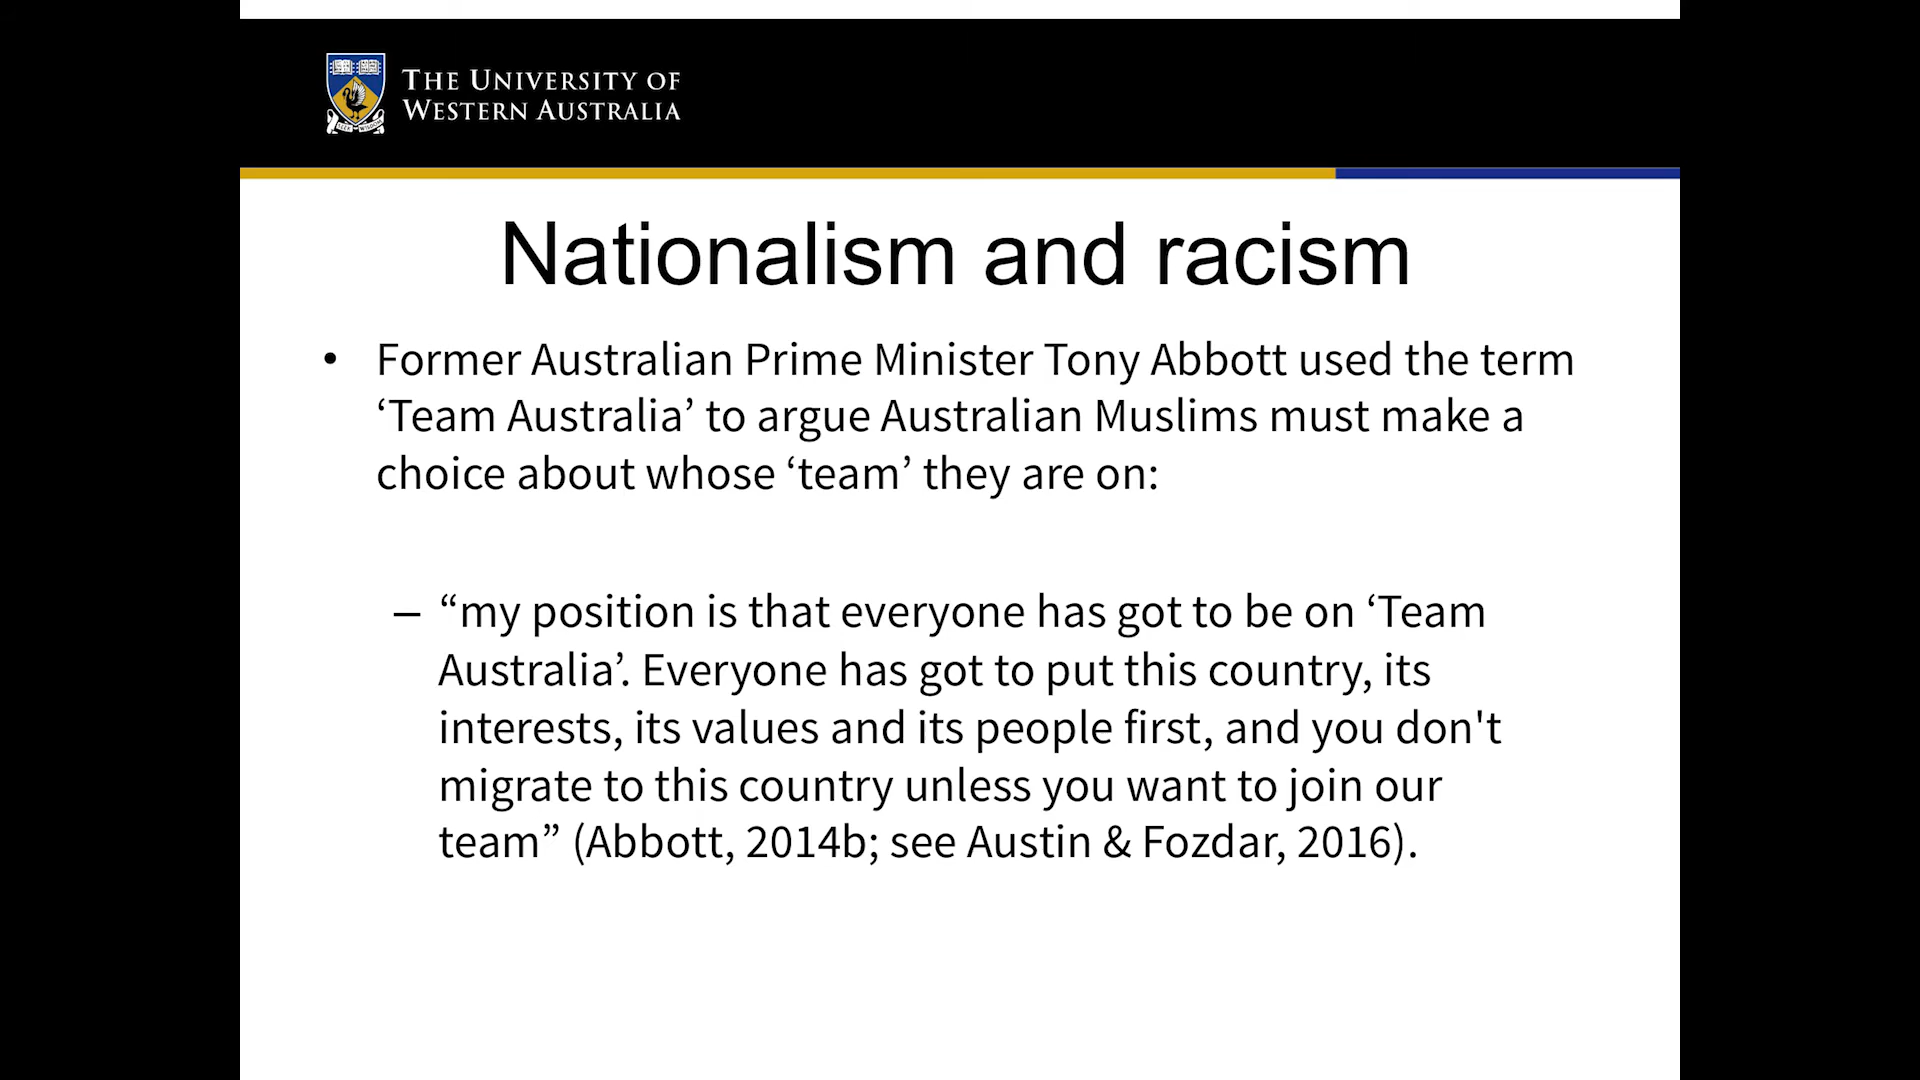 THE UNIVERSITY OF
WESTERN AUSTRALIA
Nationalism and racism
• Former Australian Prime Minister Tony Abbott used the term
‘Team Australia’ to argue Australian Muslims must make a
choice about whose ‘team’ they are on:
– “my position is that everyone has got to be on ‘Team
Australia’. Everyone has got to put this country, its
interests, its values and its people first, and you don't
migrate to this country unless you want to join our
team” (Abbott, 2014b; see Austin & Fozdar, 2016).